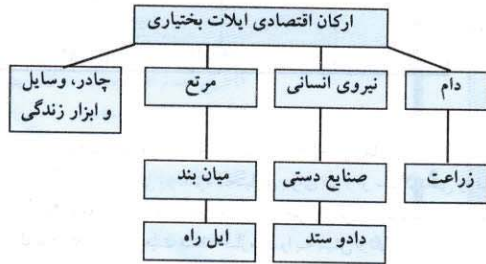 ارکان اقتصادی ایلات بختیاری
دام
نیروی انسانی
مرتع
چادر، وسایل
و ابزار زندگی
زراعت
صنایع دستی
میان بند
دادو ستد
ایل راه